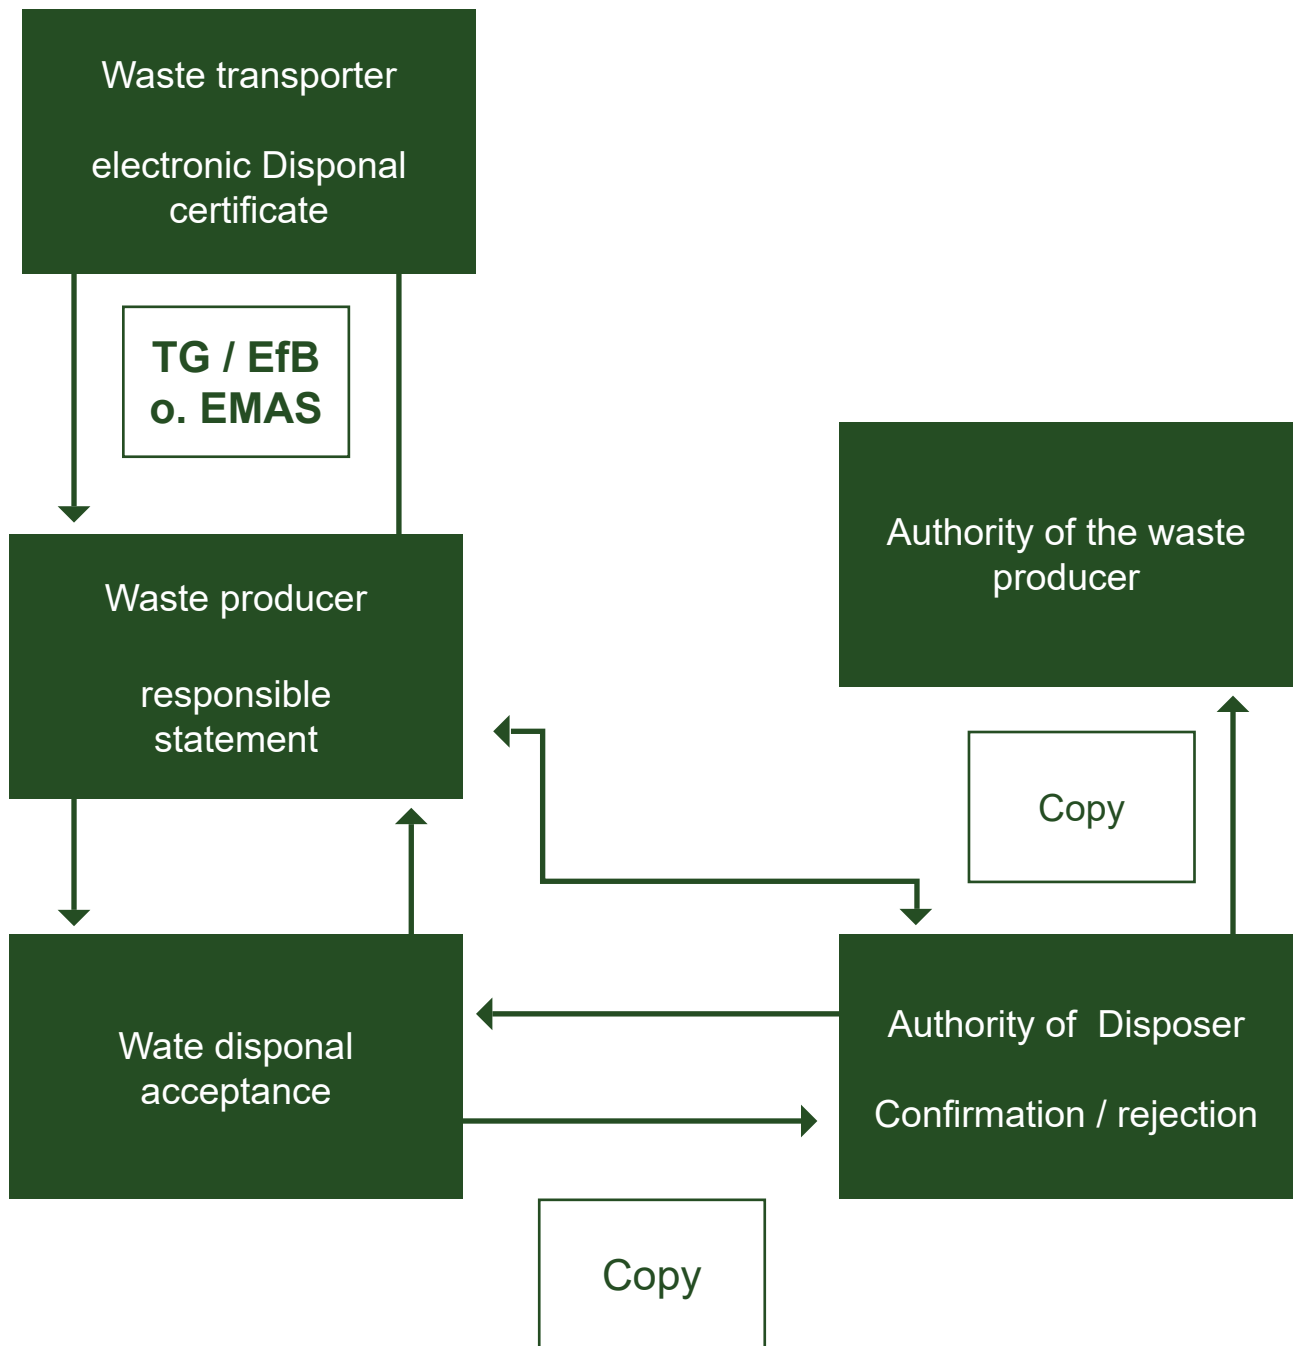 Waste transporter
electronic Disponal
certificate
TG / EfB
o. EMAS
Waste producer
responsible
statement
Authority of the waste
producer
Copy
Wate disponal
acceptance
Authority of  Disposer
Confirmation / rejection
Copy